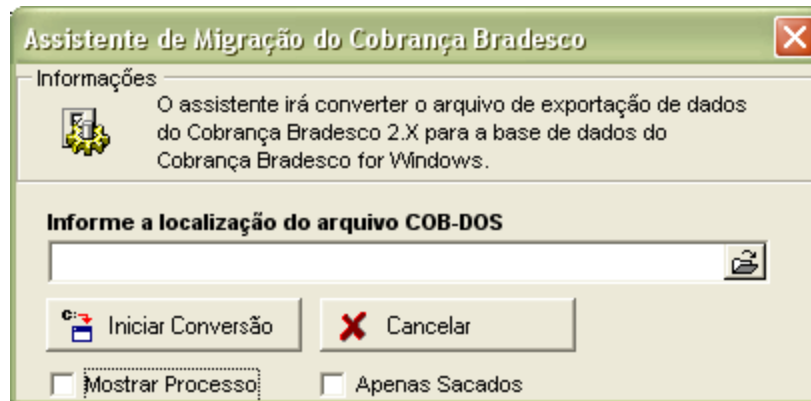 Assistente de Migração do Cobrança Bradesco
Informações
O assistente irá converter o arquivo de exportação de dados
do Cobrança Bradesco 2.X para a base de dados do
Cobrança Bradesco for Windows.
Informe a localização do arquivo COB-DOS
C: Iniciar Conversão Cancelar
Mostrar Processo Apenas Sacados